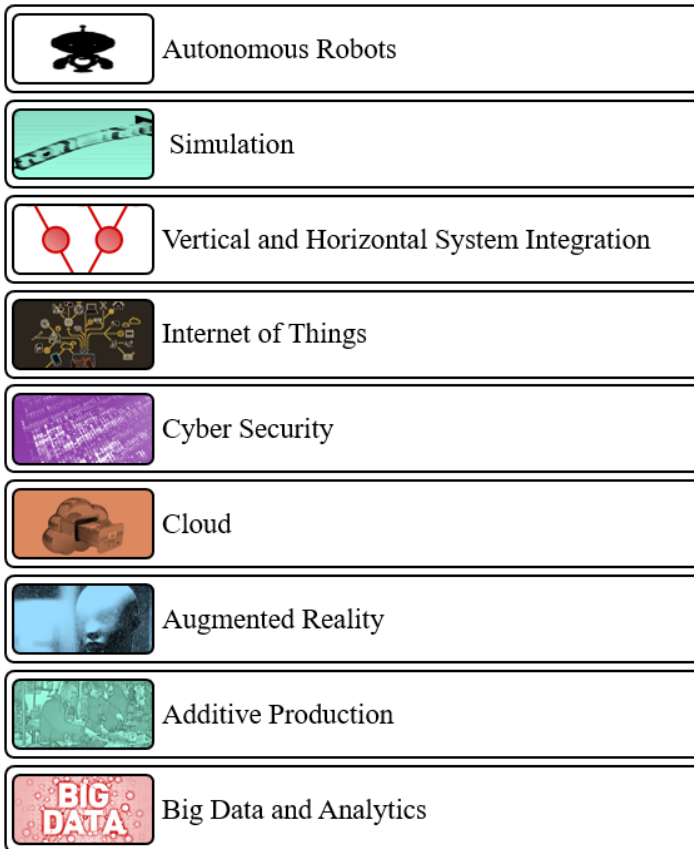 Autonomous Robots
Simulation
Vertical and Horizontal System Integration
Internet of Things
Cyber Security
Cloud
Augmented Reality
Additive Production
BIG
DATA
Big Data and Analytics